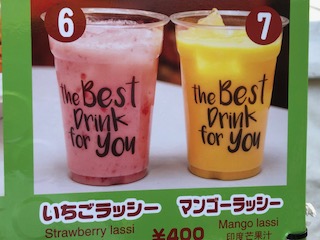 6
7
the Best
Drink
for You
the Best
Drink
for You
いちごラッシー
マンゴーラッシー
Strawberry lassi
Mango lassi
¥400
印度芒果汁